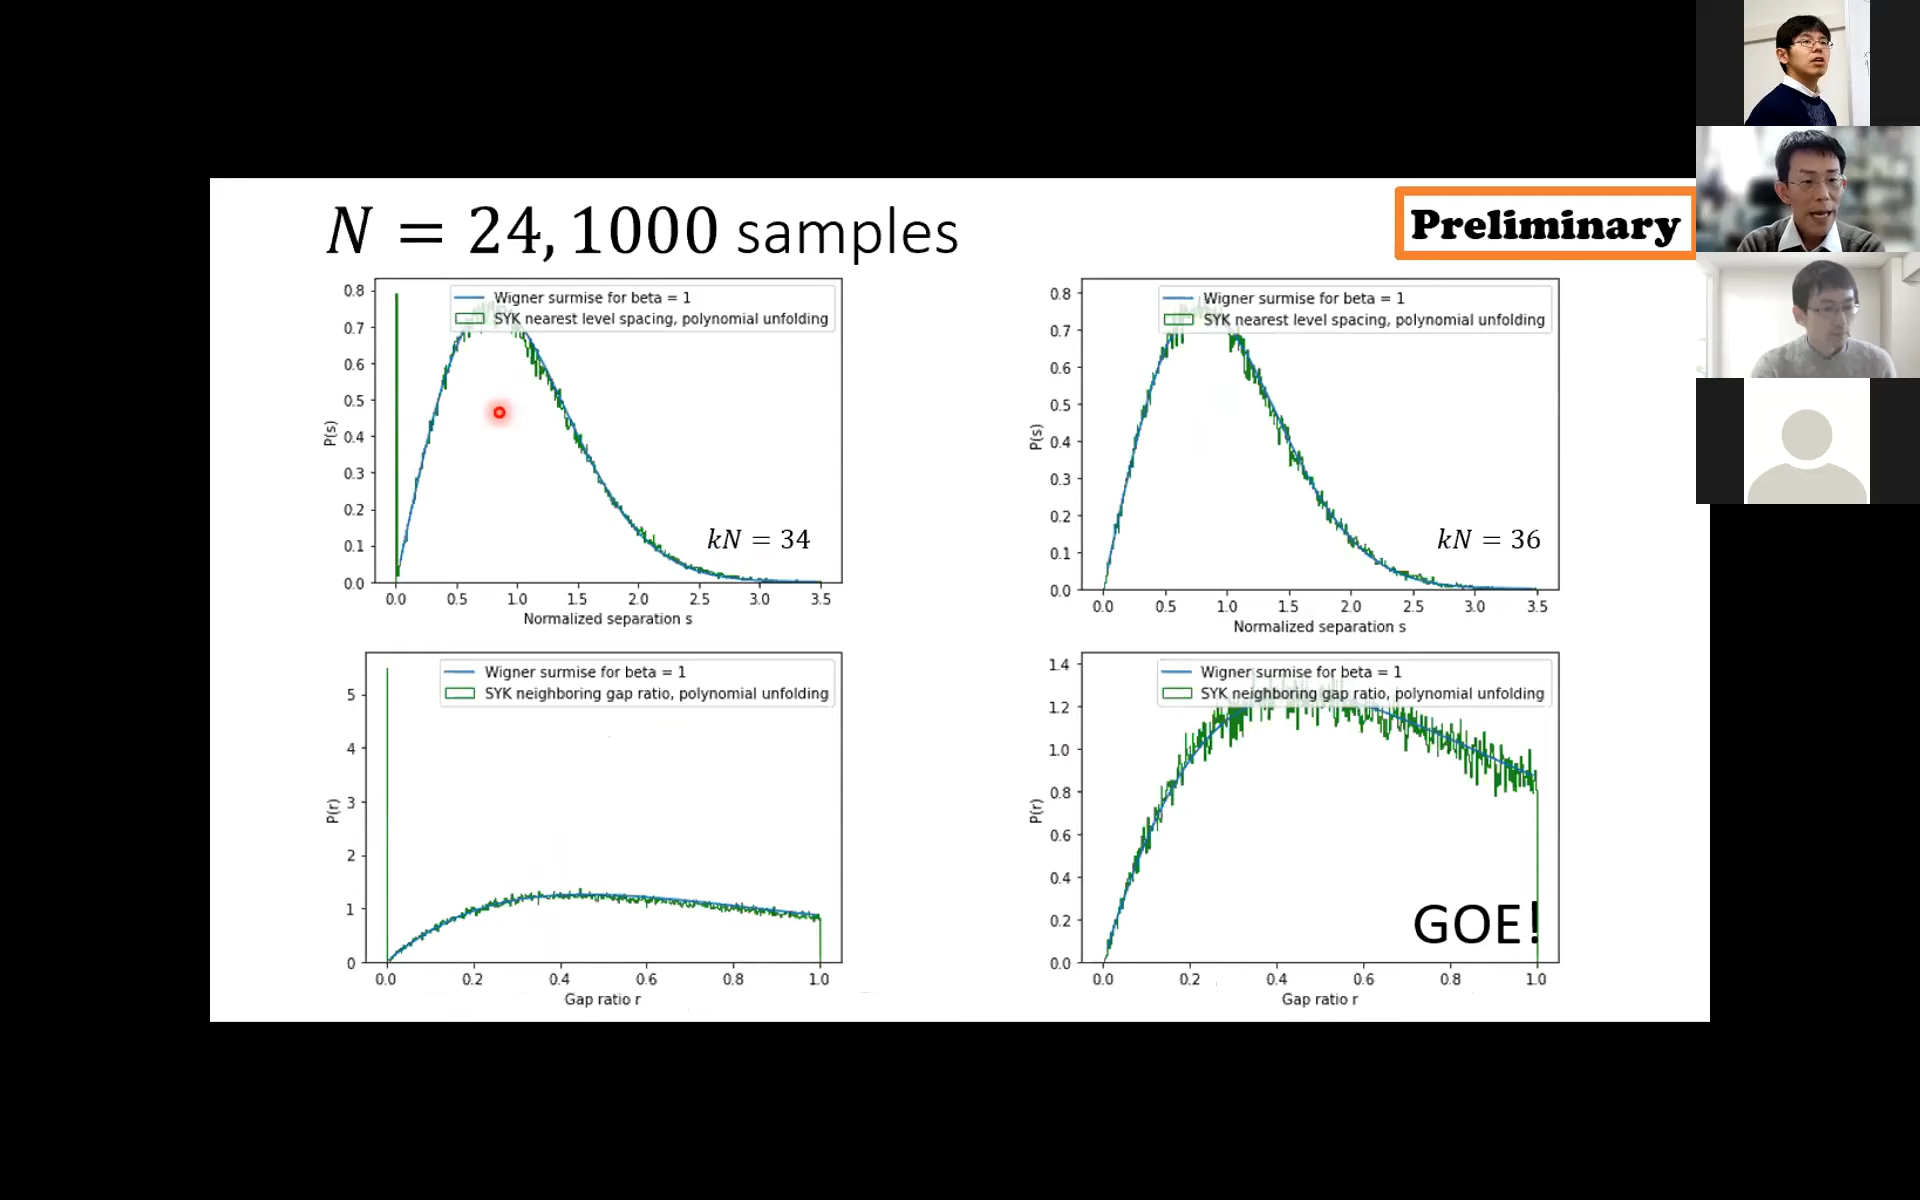 N = 24, 1000 samples
Preliminary
0.8
0.7
0.6
0.5
0.4
0.3
0.2
0.1
0.0
P(s)
Wigner surmise for beta = 1
SYK nearest level spacing, polynomial unfolding
kN = 34
0.0 0.5 1.0 1.5 2.0 2.5 3.0 3.5
Normalized separation s
0.8
0.7
0.6
0.5
0.4
0.3
0.2
0.1
0.0
P(s)
Wigner surmise for beta = 1
SYK nearest level spacing, polynomial unfolding
kN = 36
0.0 0.5 1.0 1.5 2.0 2.5 3.0 3.5
Normalized separation s
5
4
3
2
1
0
P(r)
Wigner surmise for beta = 1
SYK neighboring gap ratio, polynomial unfolding
0.0 0.2 0.4 0.6 0.8 1.0
Gap ratio r
1.4
1.2
1.0
0.8
0.6
0.4
0.2
0.0
P(r)
Wigner surmise for beta = 1
SYK neighboring gap ratio, polynomial unfolding
GOE!
0.0 0.2 0.4 0.6 0.8 1.0
Gap ratio r